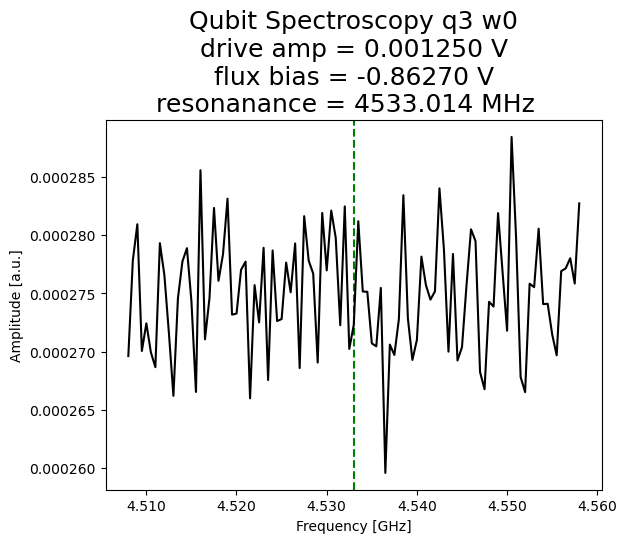 Qubit Spectroscopy q3 w0
drive amp = 0.001250 V
flux bias = -0.86270 V
resonanance = 4533.014 MHz
0.000285
0.000280
0.000275
0.000270
0.000265
0.000260
Amplitude [a.u.]
4.510 4.520 4.530 4.540 4.550 4.560
Frequency [GHz]